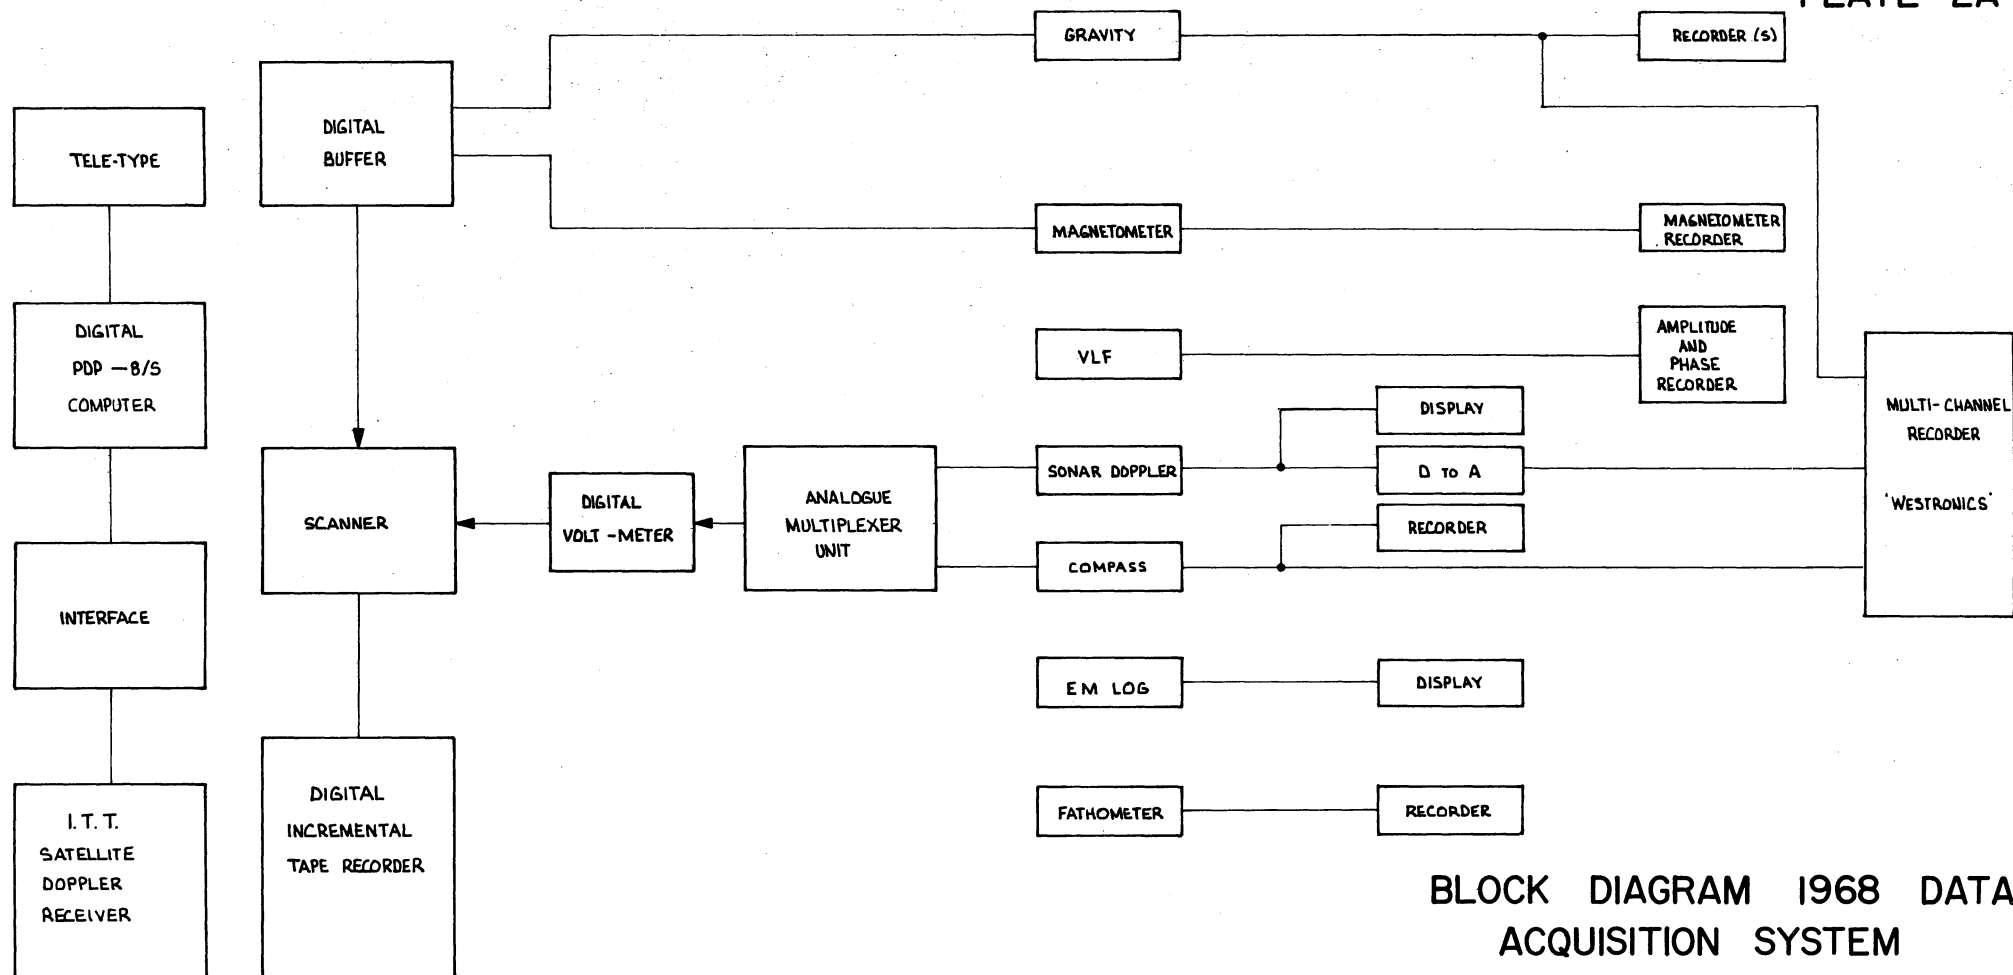 PLATE 2A
GRAVITY
RECORDER (S)
TELE-TYPE
DIGITAL
BUFFER
MAGNETOMETER
MAGNETOMETER
RECORDER
DIGITAL
PDP — 8/S
COMPUTER
VLF
AMPLITUDE
AND
PHASE
RECORDER
MULTI-CHANNEL
RECORDER
'WESTRONICS'
DISPLAY
SONAR DOPPLER
D TO A
SCANNER
DIGITAL
VOLT-METER
ANALOGUE
MULTIPLEXER
UNIT
RECORDER
COMPASS
INTERFACE
EM LOG
DISPLAY
I.T.T.
SATELLITE
DOPPLER
RECEIVER
DIGITAL
INCREMENTAL
TAPE RECORDER
FATHOMETER
RECORDER
BLOCK DIAGRAM 1968 DATA
ACQUISITION SYSTEM